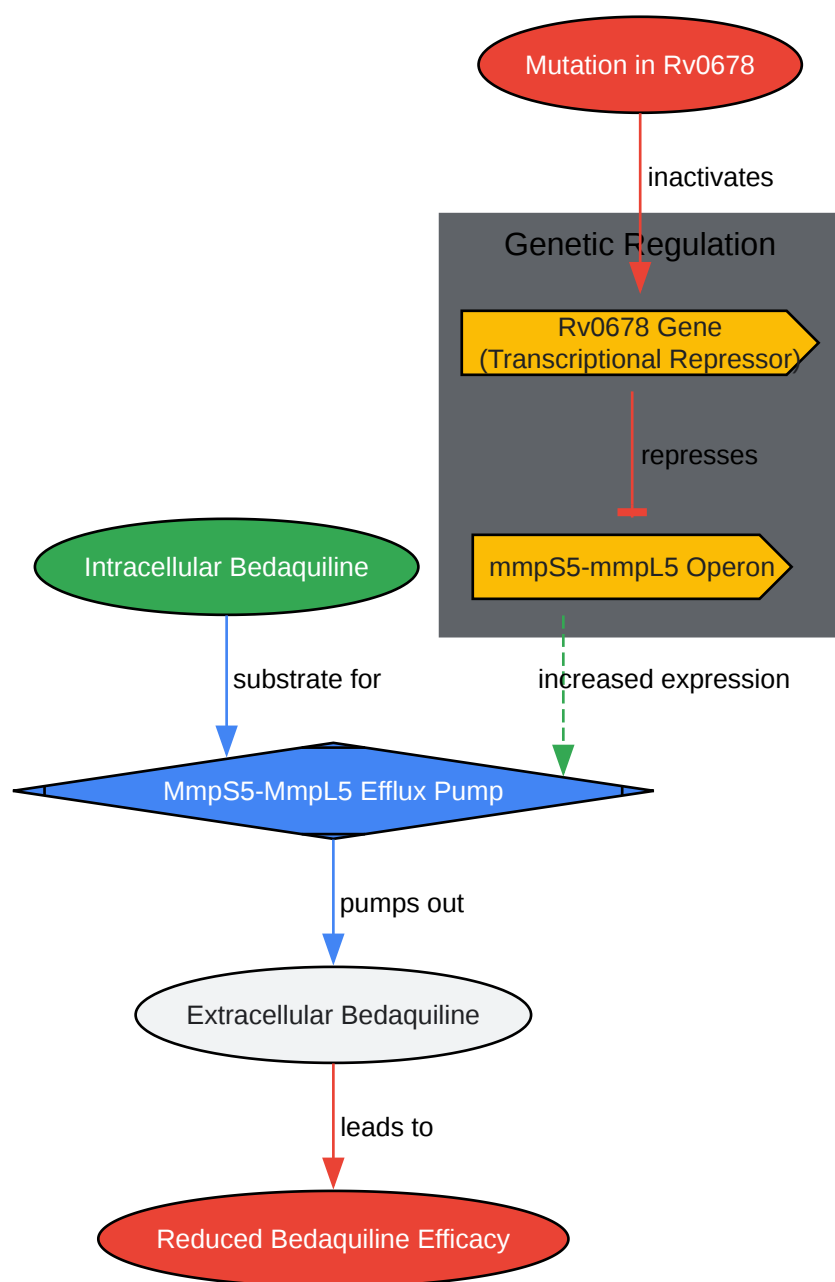 Mutation in Rv0678
inactivates
Genetic Regulation
Rv0678 Gene
(Transcriptional Repressor)
represses
mmpS5-mmpL5 Operon
Intracellular Bedaquiline
substrate for
increased expression
MmpS5-MmpL5 Efflux Pump
pumps out
Extracellular Bedaquiline
leads to
Reduced Bedaquiline Efficacy